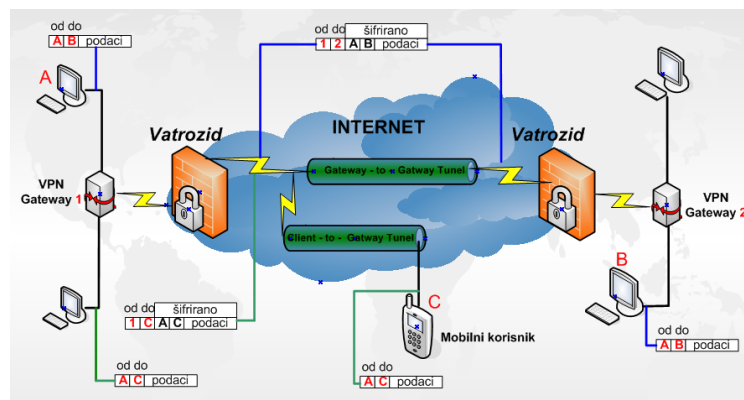 od do
A B podaci
A
od do šifrirano
1 2 A B podaci
INTERNET
Vatrozid
Vatrozid
Gateway - to - Gatway Tunel
VPN
Gateway 1
VPN
Gateway 2
Client - to - Gatway Tunel
B
C
od do šifrirano
1 C A C podaci
Mobilni korisnik
od do
A B podaci
od do
A C podaci
od do
A C podaci